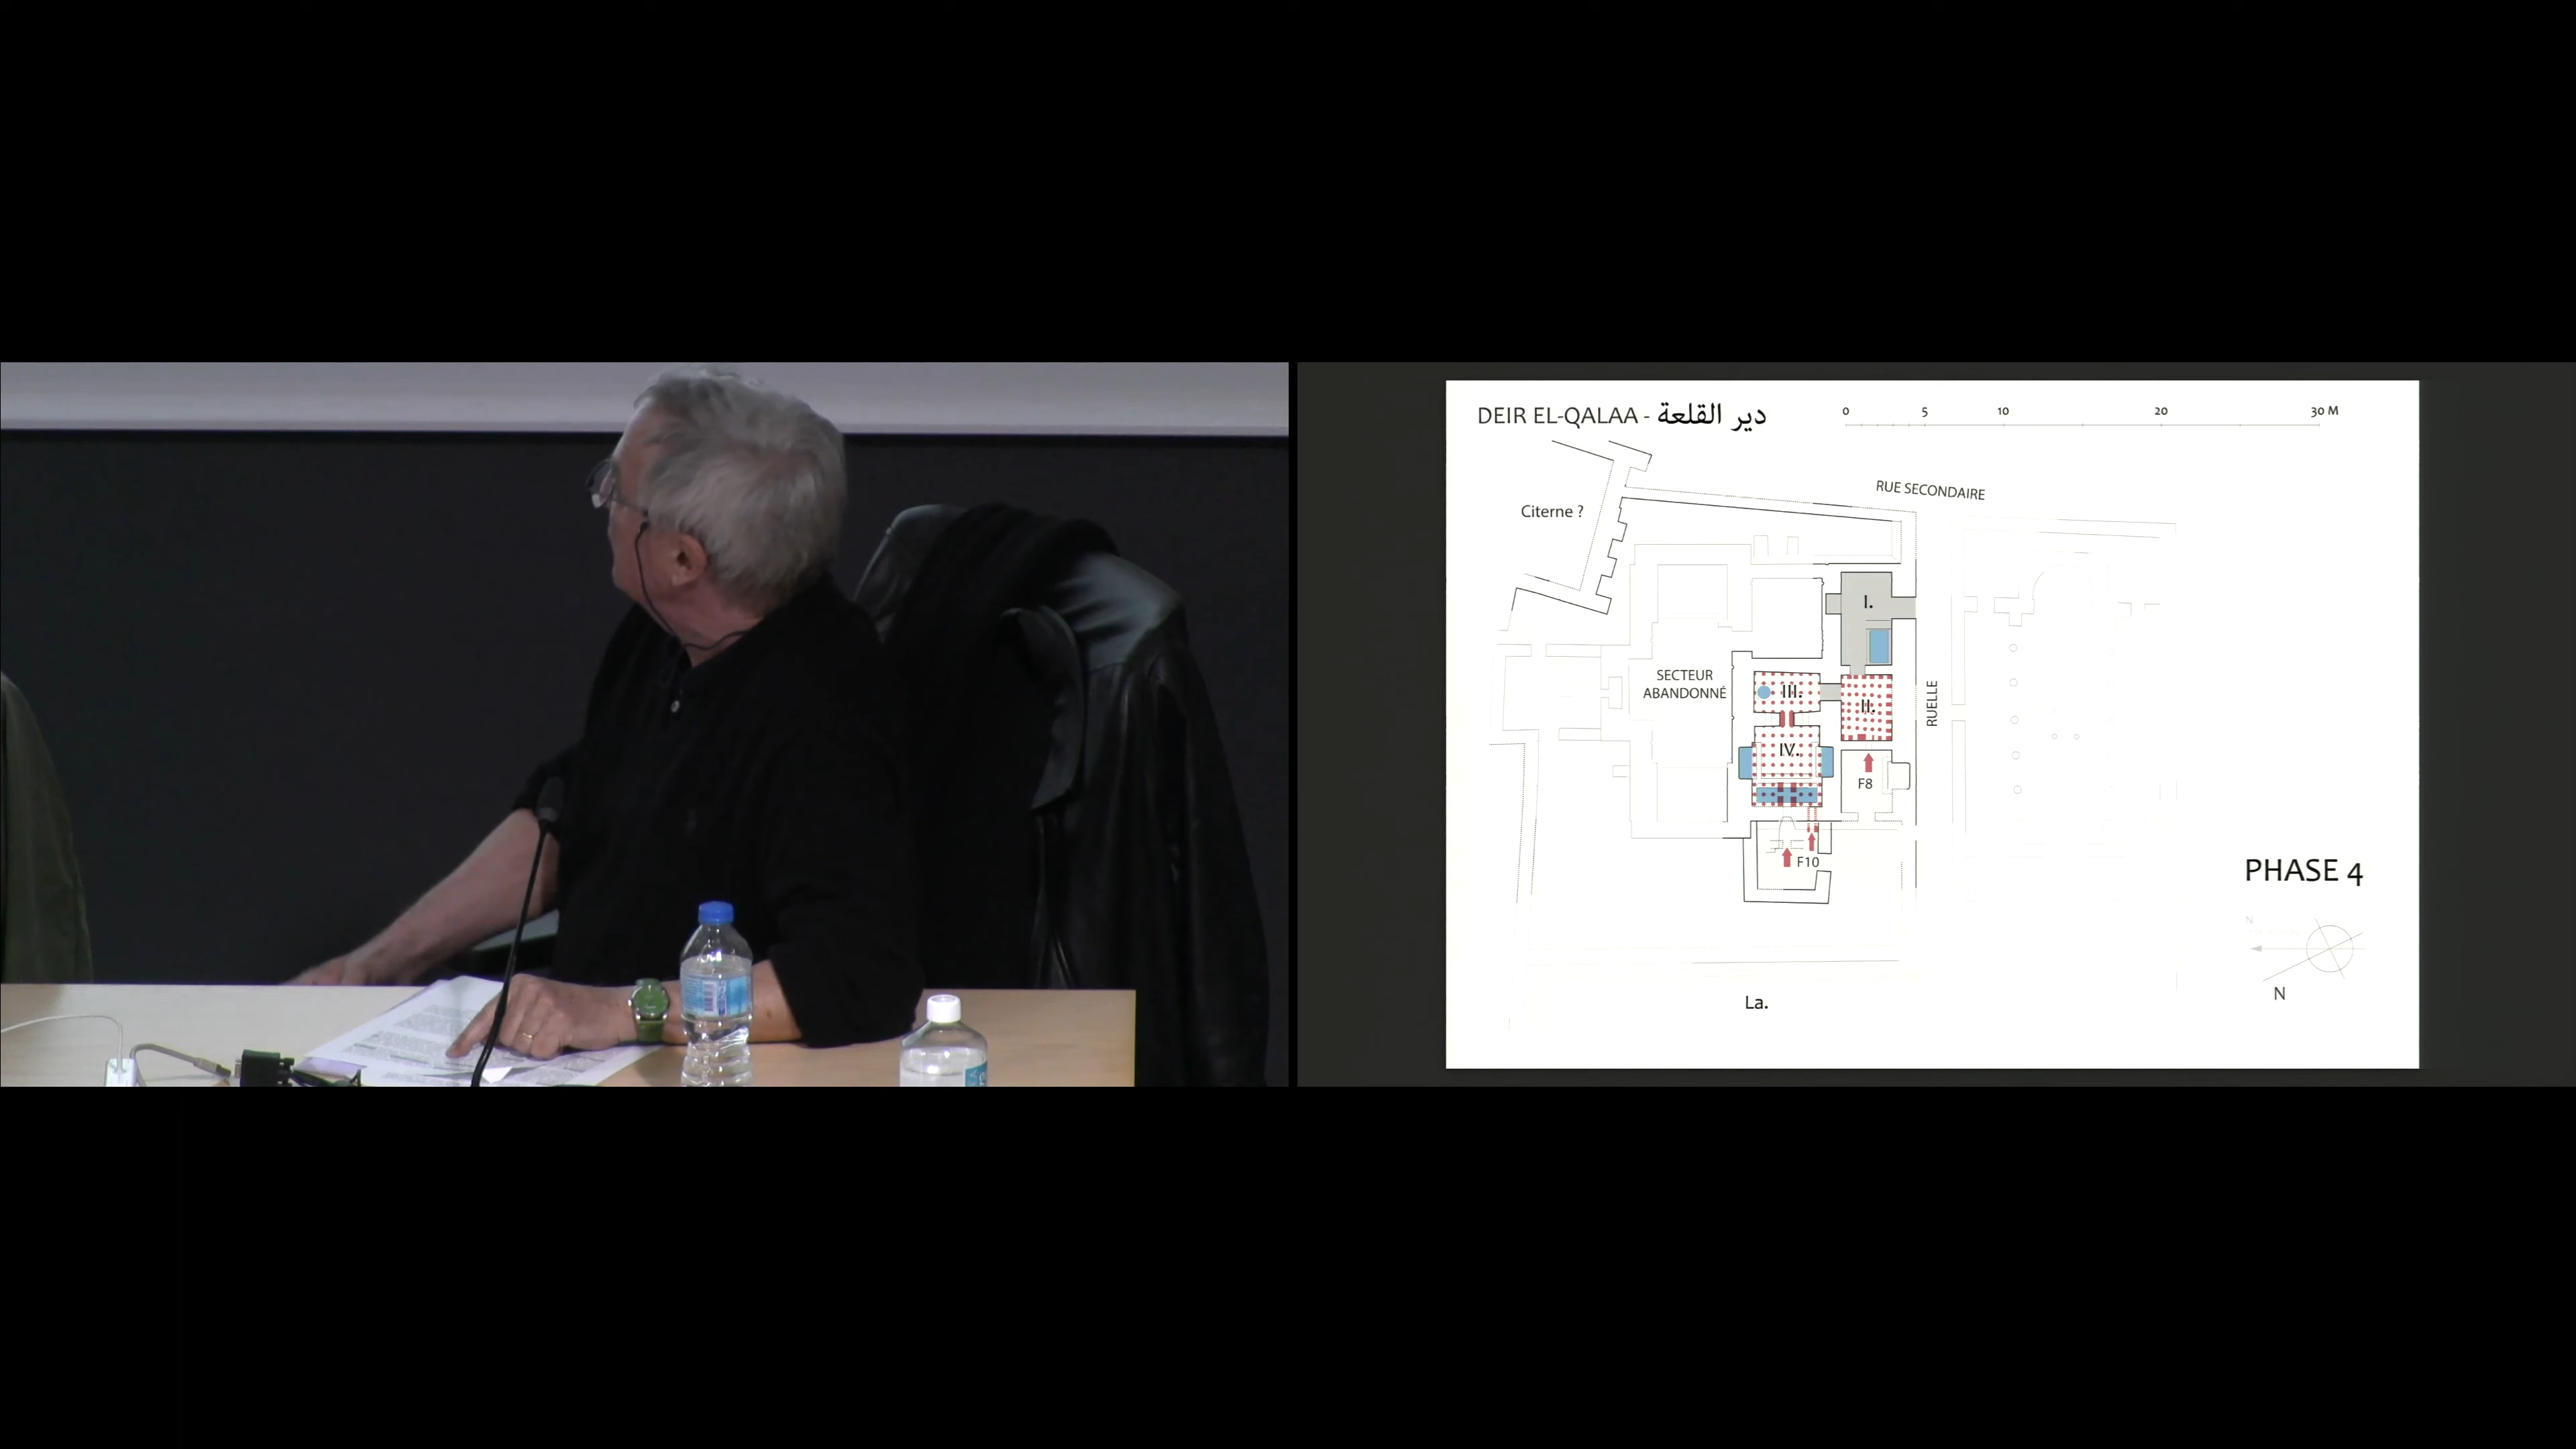 DEIR EL-QALAA - دير القلعة
0 5 10 20 30 M
RUE SECONDAIRE
Citerne ?
I.
SECTEUR
ABANDONNÉ
III.
II.
RUELLE
IV.
F8
F10
PHASE 4
N
N
La.